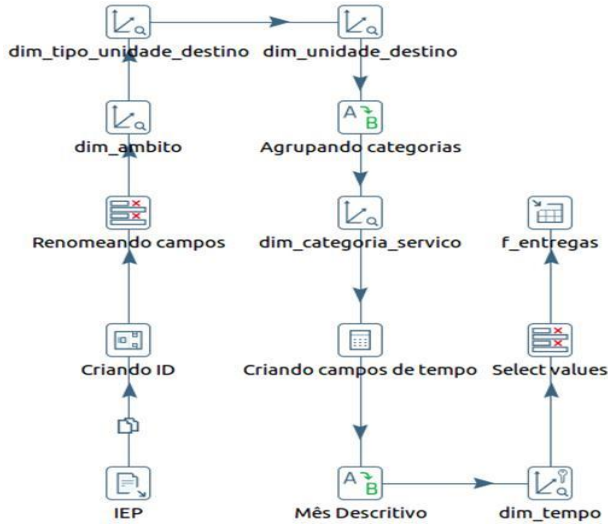 dim_tipo_unidade_destino
dim_unidade_destino
dim_ambito
Agrupando categorias
Renomeando campos
dim_categoria_servico
f_entregas
Criando ID
Criando campos de tempo
Select values
IEP
Mês Descritivo
dim_tempo
A
B
A
B